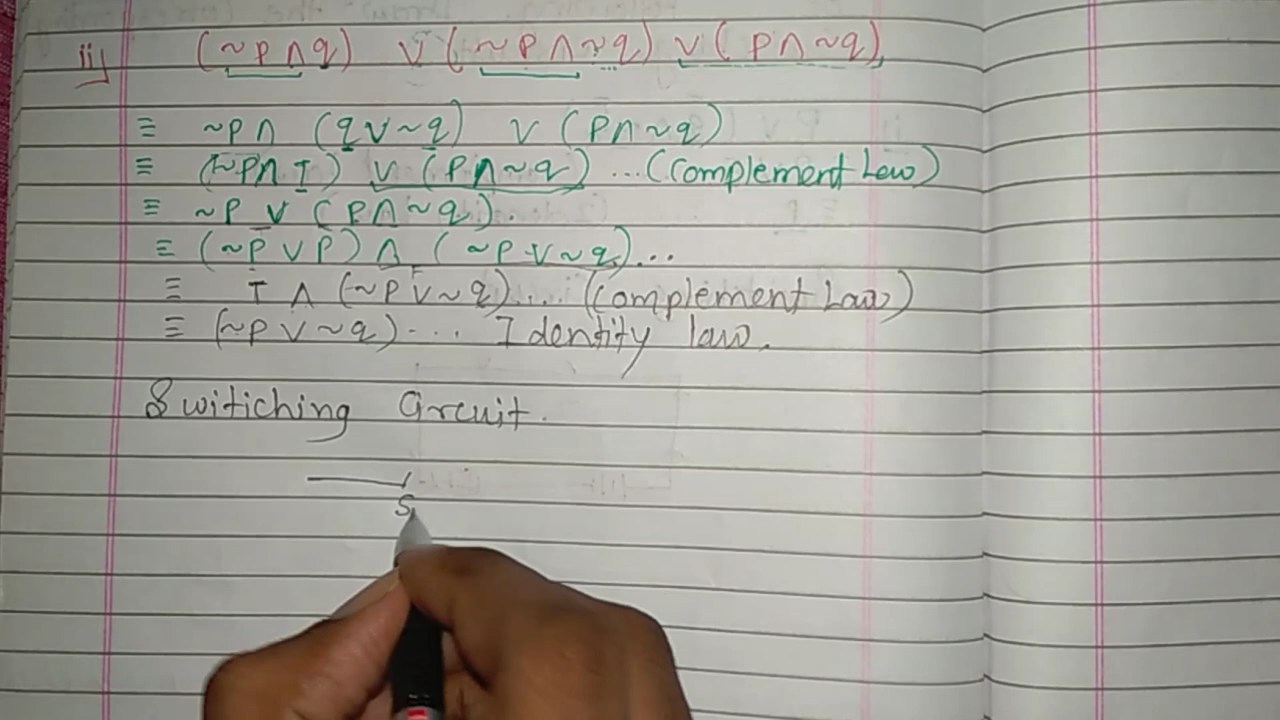 ii) (~P∧q) ∨ (~P∧~q) ∨ (P∧~q)
≡ ~P∧ (q∨~q) ∨ (P∧~q)
≡ (~P∧T) ∨ (P∧~q) ...(Complement Law)
≡ ~P ∨ (P∧~q).
≡ (~P∨P) ∧ (~P∨~q)...
≡ T ∧ (~P∨~q)... (Complement Law)
≡ (~P∨~q)... Identity law.
Switiching Circuit.
S